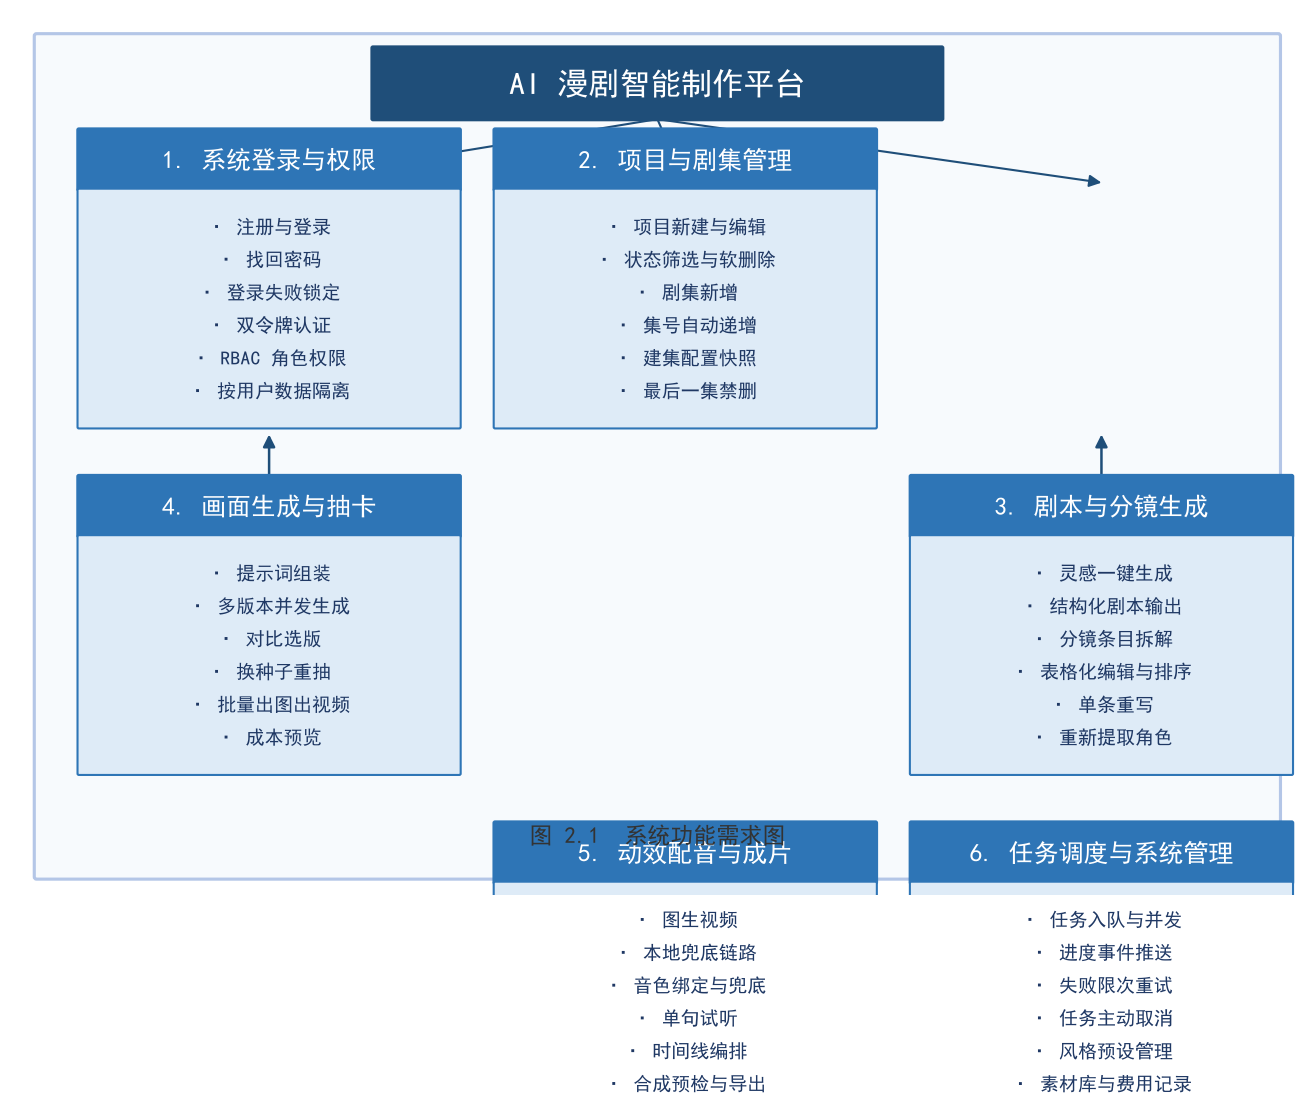 AI 漫剧智能制作平台
1. 系统登录与权限
· 注册与登录
· 找回密码
· 登录失败锁定
· 双令牌认证
· RBAC 角色权限
· 按用户数据隔离
2. 项目与剧集管理
· 项目新建与编辑
· 状态筛选与软删除
· 剧集新增
· 集号自动递增
· 建集配置快照
· 最后一集禁删
4. 画面生成与抽卡
· 提示词组装
· 多版本并发生成
· 对比选版
· 换种子重抽
· 批量出图出视频
· 成本预览
3. 剧本与分镜生成
· 灵感一键生成
· 结构化剧本输出
· 分镜条目拆解
· 表格化编辑与排序
· 单条重写
· 重新提取角色
图 2.1 系统功能需求图
5. 动效配音与成片
· 图生视频
· 本地兜底链路
· 音色绑定与兜底
· 单句试听
· 时间线编排
· 合成预检与导出
6. 任务调度与系统管理
· 任务入队与并发
· 进度事件推送
· 失败限次重试
· 任务主动取消
· 风格预设管理
· 素材库与费用记录